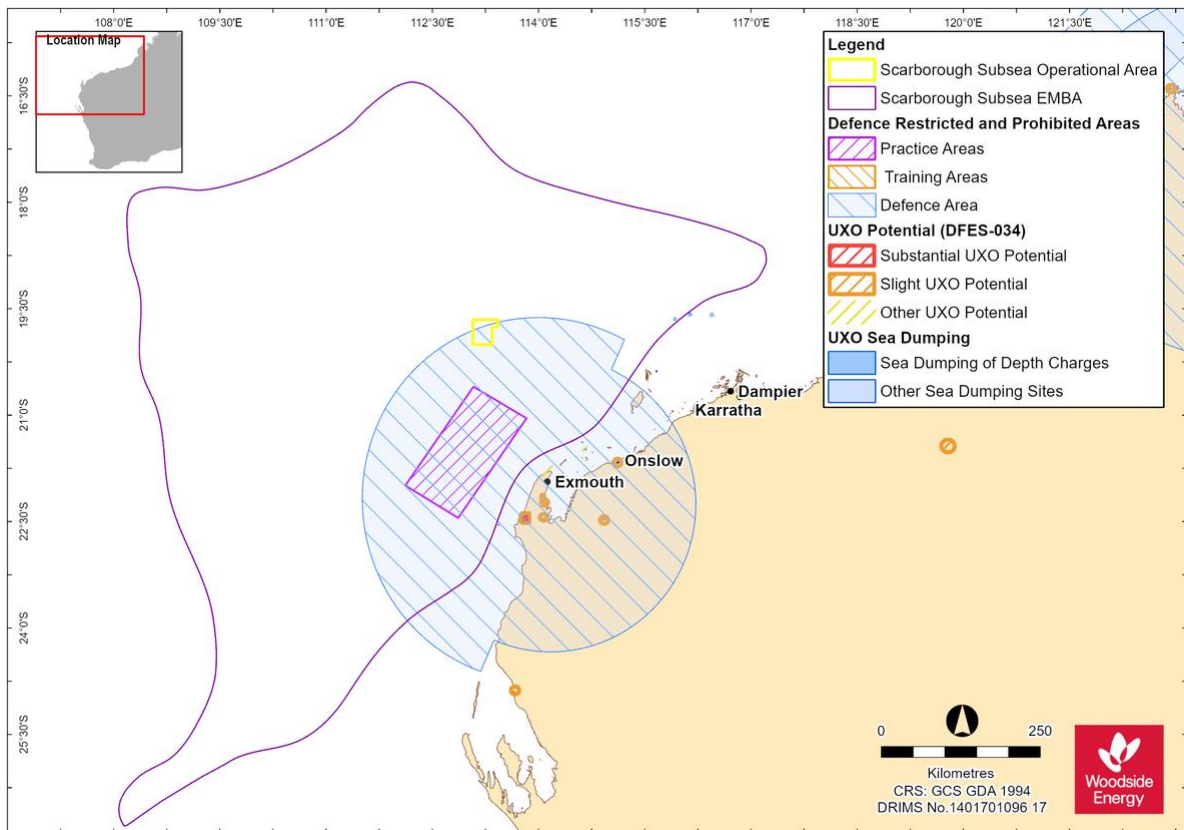 108°0'E 109°30'E 111°0'E 112°30'E 114°0'E 115°30'E 117°0'E 118°30'E 120°0'E 121°30'E
Location Map
16°30'S
18°0'S
19°30'S
21°0'S
22°30'S
24°0'S
25°30'S
Legend
Scarborough Subsea Operational Area
Scarborough Subsea EMBA
Defence Restricted and Prohibited Areas
Practice Areas
Training Areas
Defence Area
UXO Potential (DFES-034)
Substantial UXO Potential
Slight UXO Potential
Other UXO Potential
UXO Sea Dumping
Sea Dumping of Depth Charges
Other Sea Dumping Sites
Dampier
Karratha
Onslow
Exmouth
0 250
Kilometres
CRS: GCS GDA 1994
DRIMS No.1401701096 17
Woodside
Energy